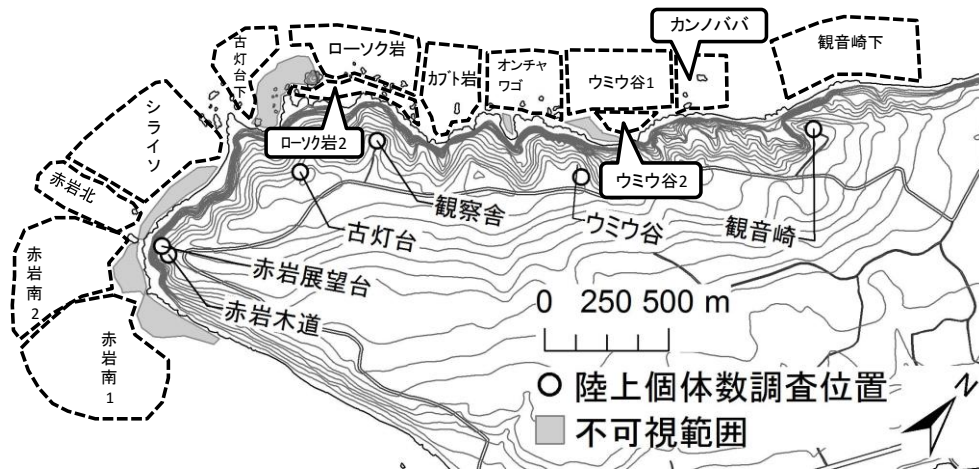 古灯台下
ローソク岩
カブト岩
オンチャ
ワゴ
ウミウ谷1
カンノババ
観音崎下
シライソ
ローソク岩2
ウミウ谷2
赤岩北
観察舎
古灯台
ウミウ谷
観音崎
赤岩南2
赤岩展望台
赤岩木道
赤岩南1
0 250 500 m
陸上個体数調査位置
不可視範囲
N